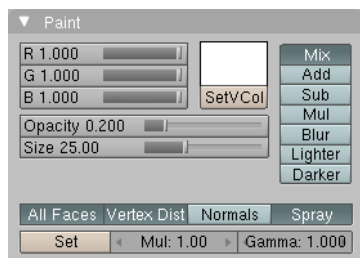 Paint
R 1.000
G 1.000
B 1.000
SetVCol
Opacity 0.200
Size 25.00
Mix
Add
Sub
Mul
Blur
Lighter
Darker
All Faces Vertex Dist Normals Spray
Set Mul: 1.00 Gamma: 1.000